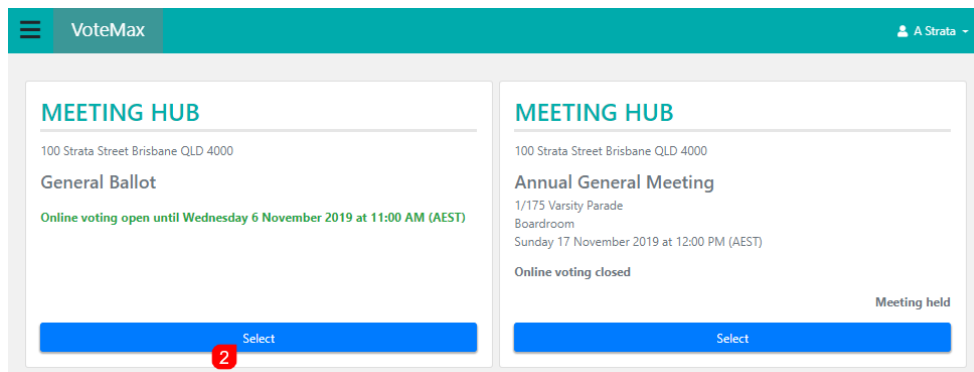 VoteMax
A Strata
MEETING HUB
100 Strata Street Brisbane QLD 4000
General Ballot
Online voting open until Wednesday 6 November 2019 at 11:00 AM (AEST)
Select
2
MEETING HUB
100 Strata Street Brisbane QLD 4000
Annual General Meeting
1/175 Varsity Parade
Boardroom
Sunday 17 November 2019 at 12:00 PM (AEST)
Online voting closed
Meeting held
Select